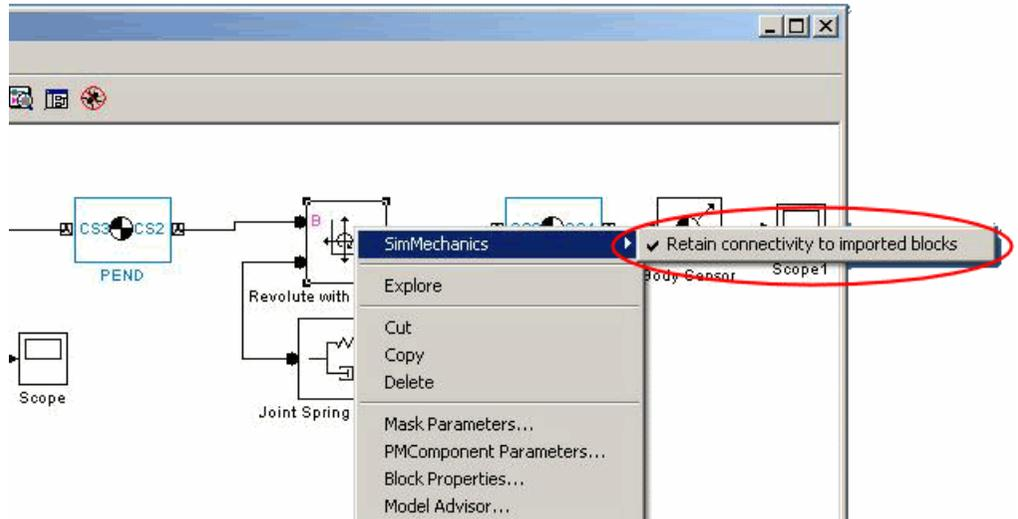 CS3 CS2
PEND
B
Revolute with
Joint Spring
Scope
Body Sensor
Scope1
SimMechanics
✔ Retain connectivity to imported blocks
Explore
Cut
Copy
Delete
Mask Parameters...
PMComponent Parameters...
Block Properties...
Model Advisor...